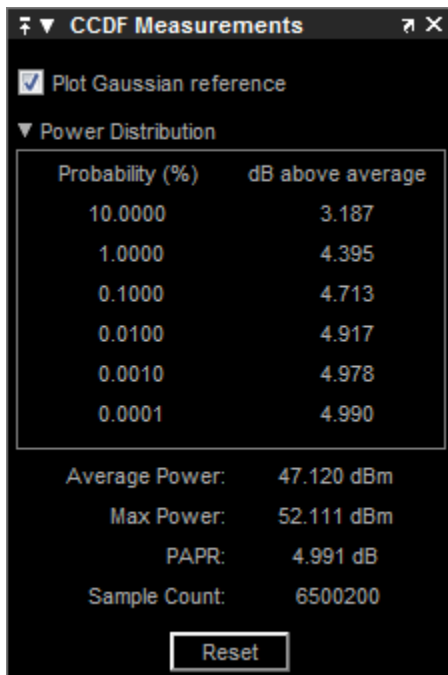 CCDF Measurements
Plot Gaussian reference
Power Distribution
Probability (%) dB above average
10.0000 3.187
1.0000 4.395
0.1000 4.713
0.0100 4.917
0.0010 4.978
0.0001 4.990
Average Power: 47.120 dBm
Max Power: 52.111 dBm
PAPR: 4.991 dB
Sample Count: 6500200
Reset